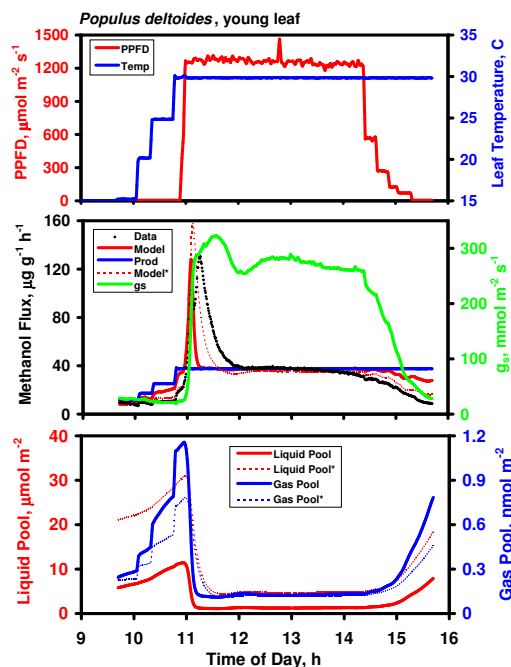 Populus deltoides, young leaf
PPFD, µmol m-2 s-1
1500
1200
900
600
300
0
PPFD
Temp
35
30
25
20
15
Leaf Temperature, C
Methanol Flux, µg g-1 h-1
160
120
80
40
0
Data
Model
Prod
Model*
gs
300
200
100
0
gs, mmol m-2 s-1
Liquid Pool, µmol m-2
40
30
20
10
0
Liquid Pool
Liquid Pool*
Gas Pool
Gas Pool*
1.2
0.9
0.6
0.3
0.0
Gas Pool, nmol m-2
9 10 11 12 13 14 15 16
Time of Day, h